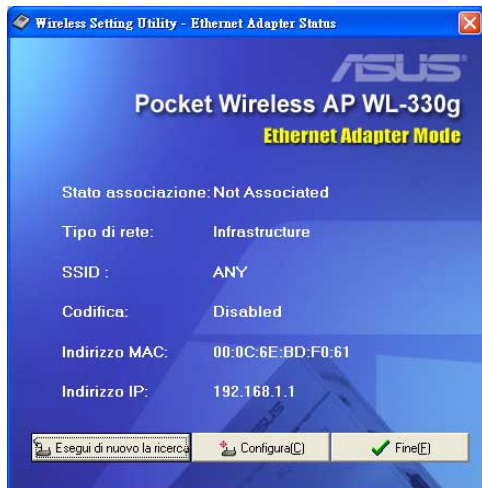 Wireless Setting Utility - Ethernet Adapter Status
ASUS
Pocket Wireless AP WL-330g
Ethernet Adapter Mode
Stato associazione: Not Associated
Tipo di rete: Infrastructure
SSID : ANY
Codifica: Disabled
Indirizzo MAC: 00:0C:6E:BD:F0:61
Indirizzo IP: 192.168.1.1
Esegui di nuovo la ricerca Configura(C) Fine(F)